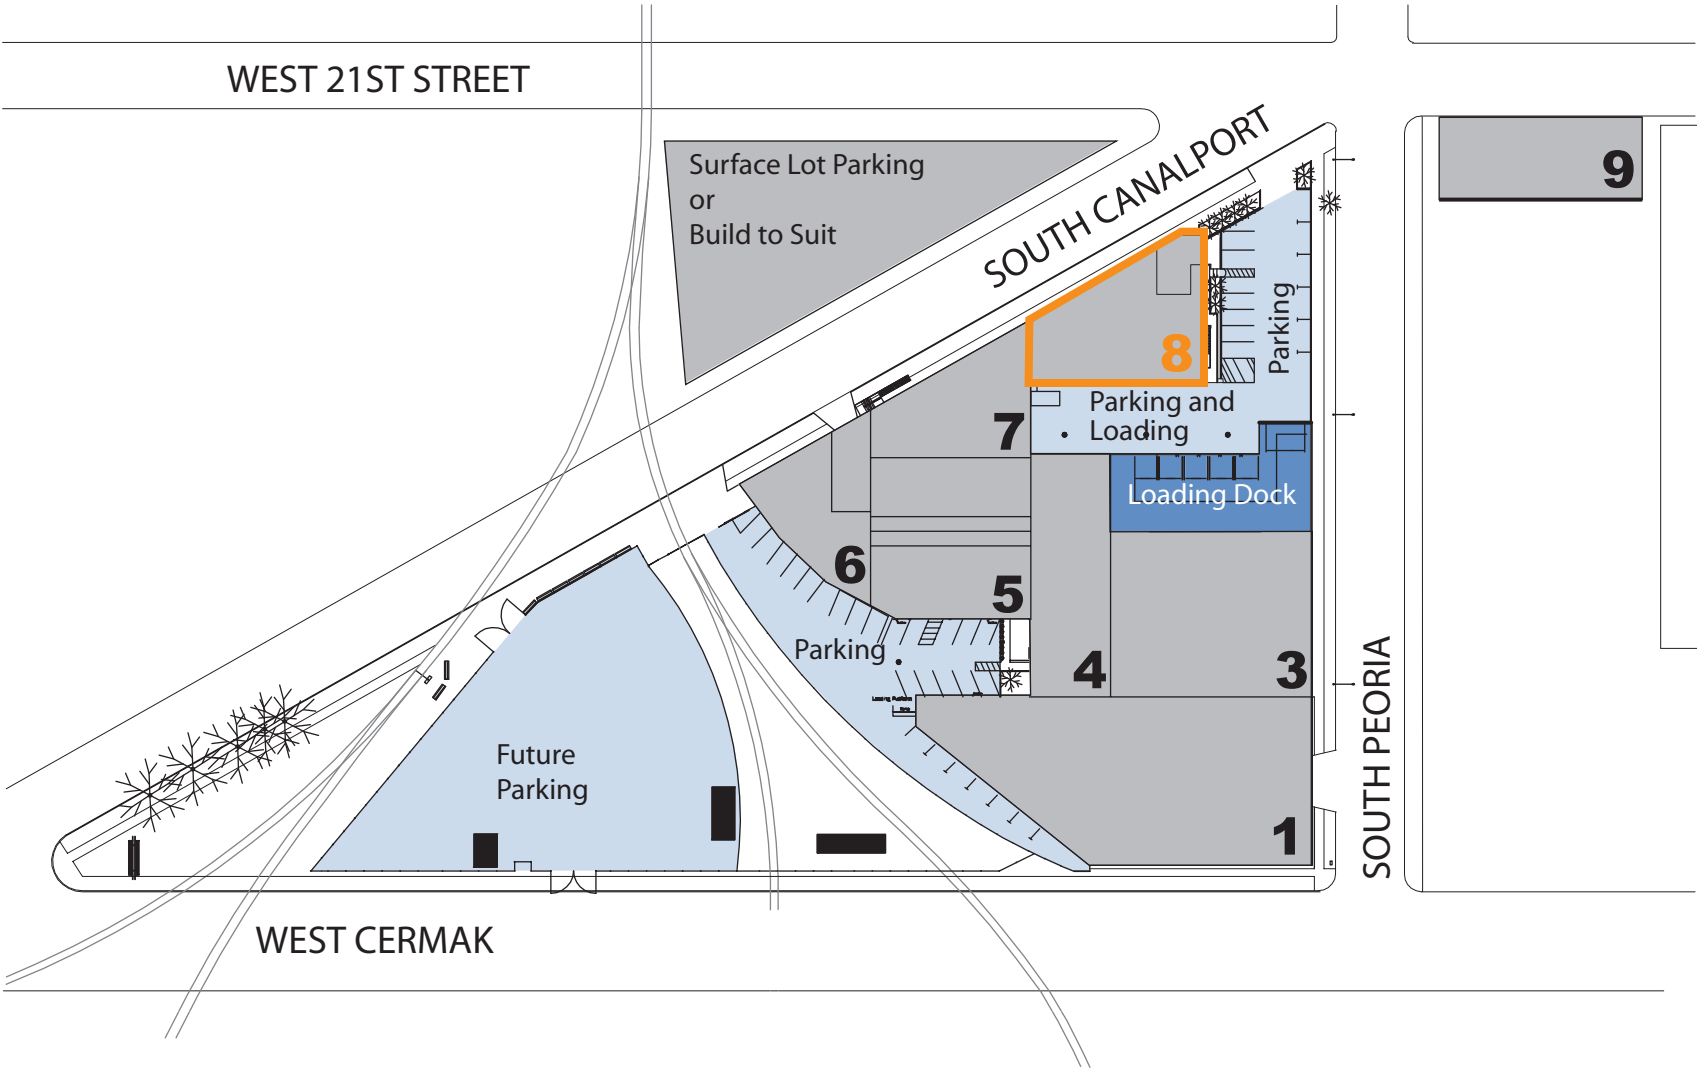 WEST 21ST STREET
Surface Lot Parking
or
Build to Suit
SOUTH CANALPORT
9
8
Parking
Parking and
Loading
7
Loading Dock
6
5
Parking
4
3
SOUTH PEORIA
Future
Parking
1
WEST CERMAK